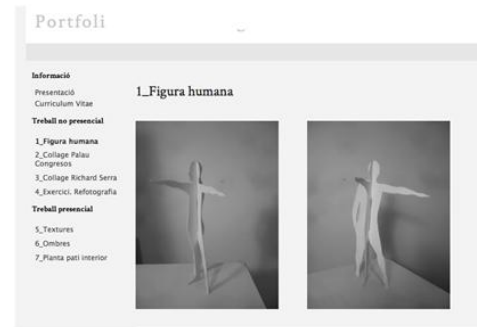 Portfoli
Informació
Presentació
Curriculum Vitae
Treball no presencial
1_Figura humana
2_Collage Palau
Congresos
3_Collage Richard Serra
4_Exercici. Refotografia
Treball presencial
5_Textures
6_Ombres
7_Planta pati interior
1_Figura humana